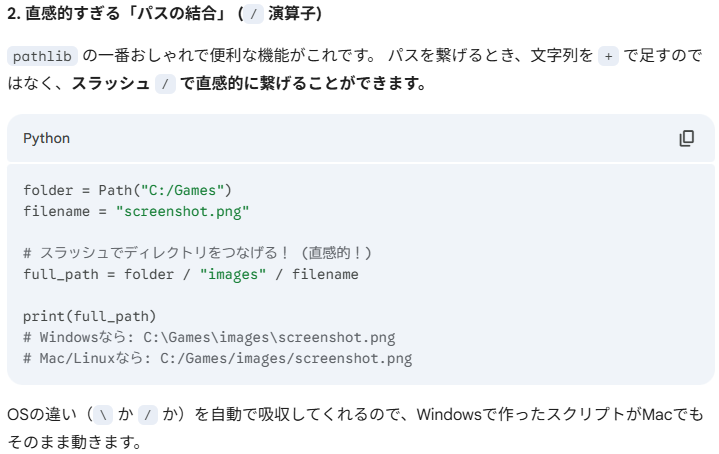 2. 直感的すぎる「パスの結合」 ( / 演算子)
pathlib の一番おしゃれで便利な機能がこれです。 パスを繋げるとき、文字列を + で足すので
はなく、スラッシュ / で直感的に繋げることができます。
Python
folder = Path("C:/Games")
filename = "screenshot.png"
# スラッシュでディレクトリをつなげる！ (直感的！)
full_path = folder / "images" / filename
print(full_path)
# Windowsなら: C:\Games\images\screenshot.png
# Mac/Linuxなら: C:/Games/images/screenshot.png
OSの違い（ \ か / か）を自動で吸収してくれるので、Windowsで作ったスクリプトがMacでも
そのまま動きます。